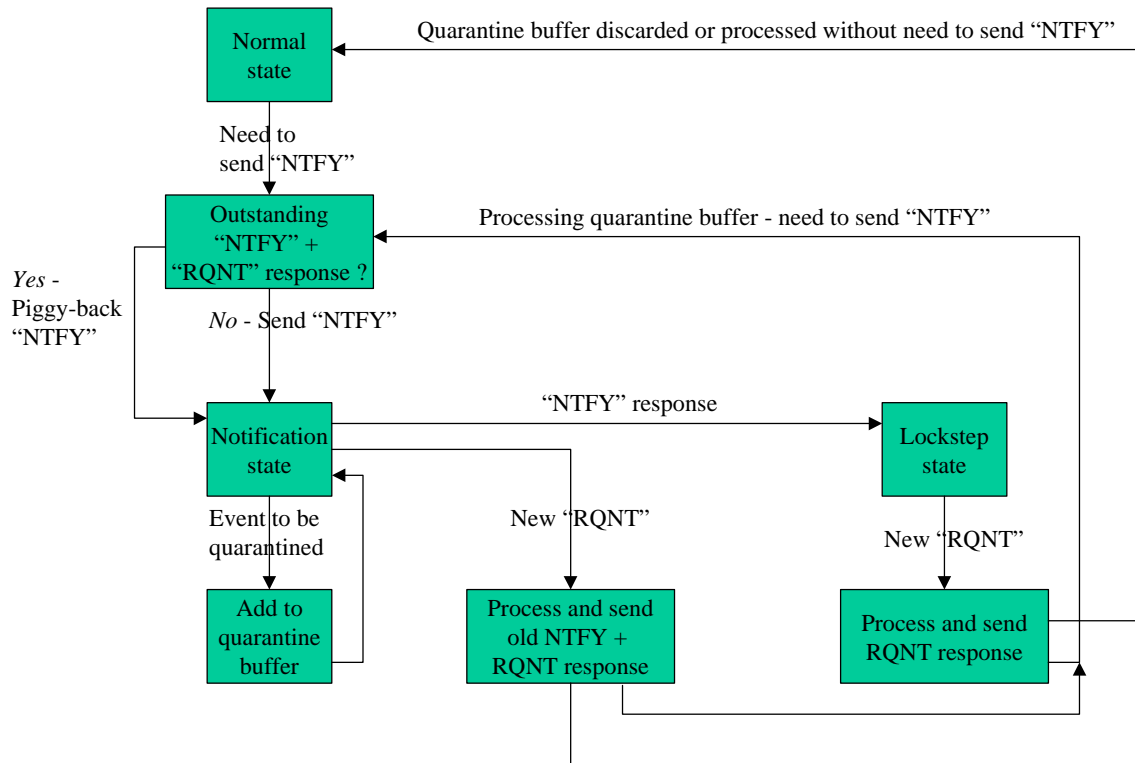 Quarantine buffer discarded or processed without need to send “NTFY”
Normal
state
Need to
send “NTFY”
Outstanding
“NTFY” +
“RQNT” response ?
Processing quarantine buffer - need to send “NTFY”
Yes -
Piggy-back
“NTFY”
No - Send “NTFY”
“NTFY” response
Notification
state
Lockstep
state
Event to be
quarantined
New “RQNT”
New “RQNT”
Add to
quarantine
buffer
Process and send
old NTFY +
RQNT response
Process and send
RQNT response